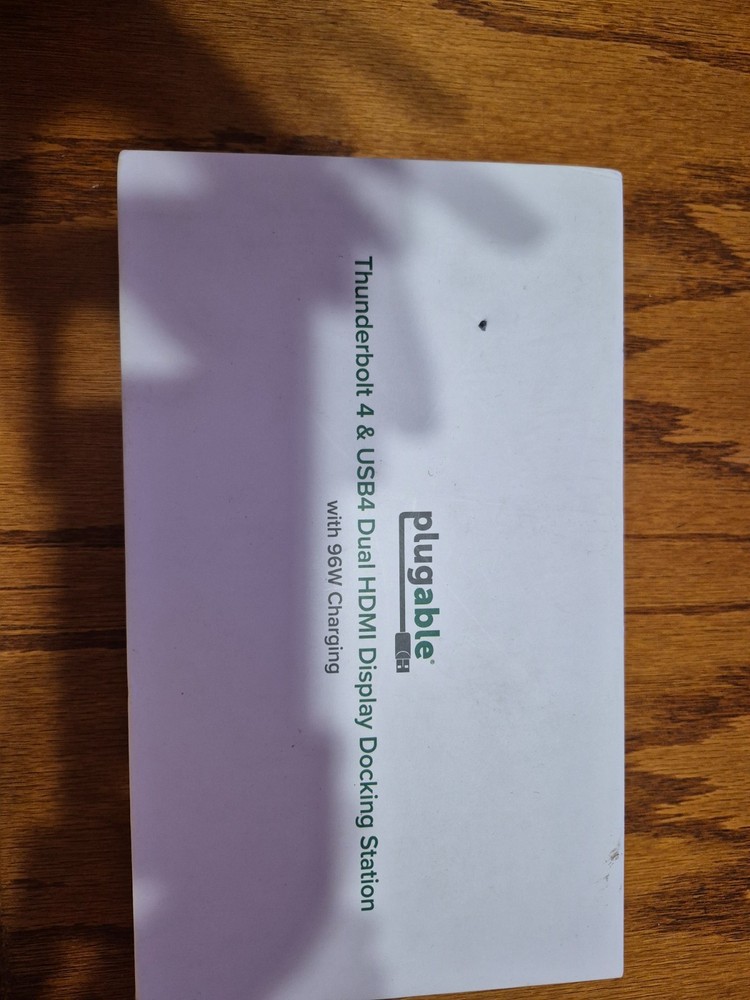 plugable
Thunderbolt 4 & USB4 Dual HDMI Display Docking Station
with 96W Charging